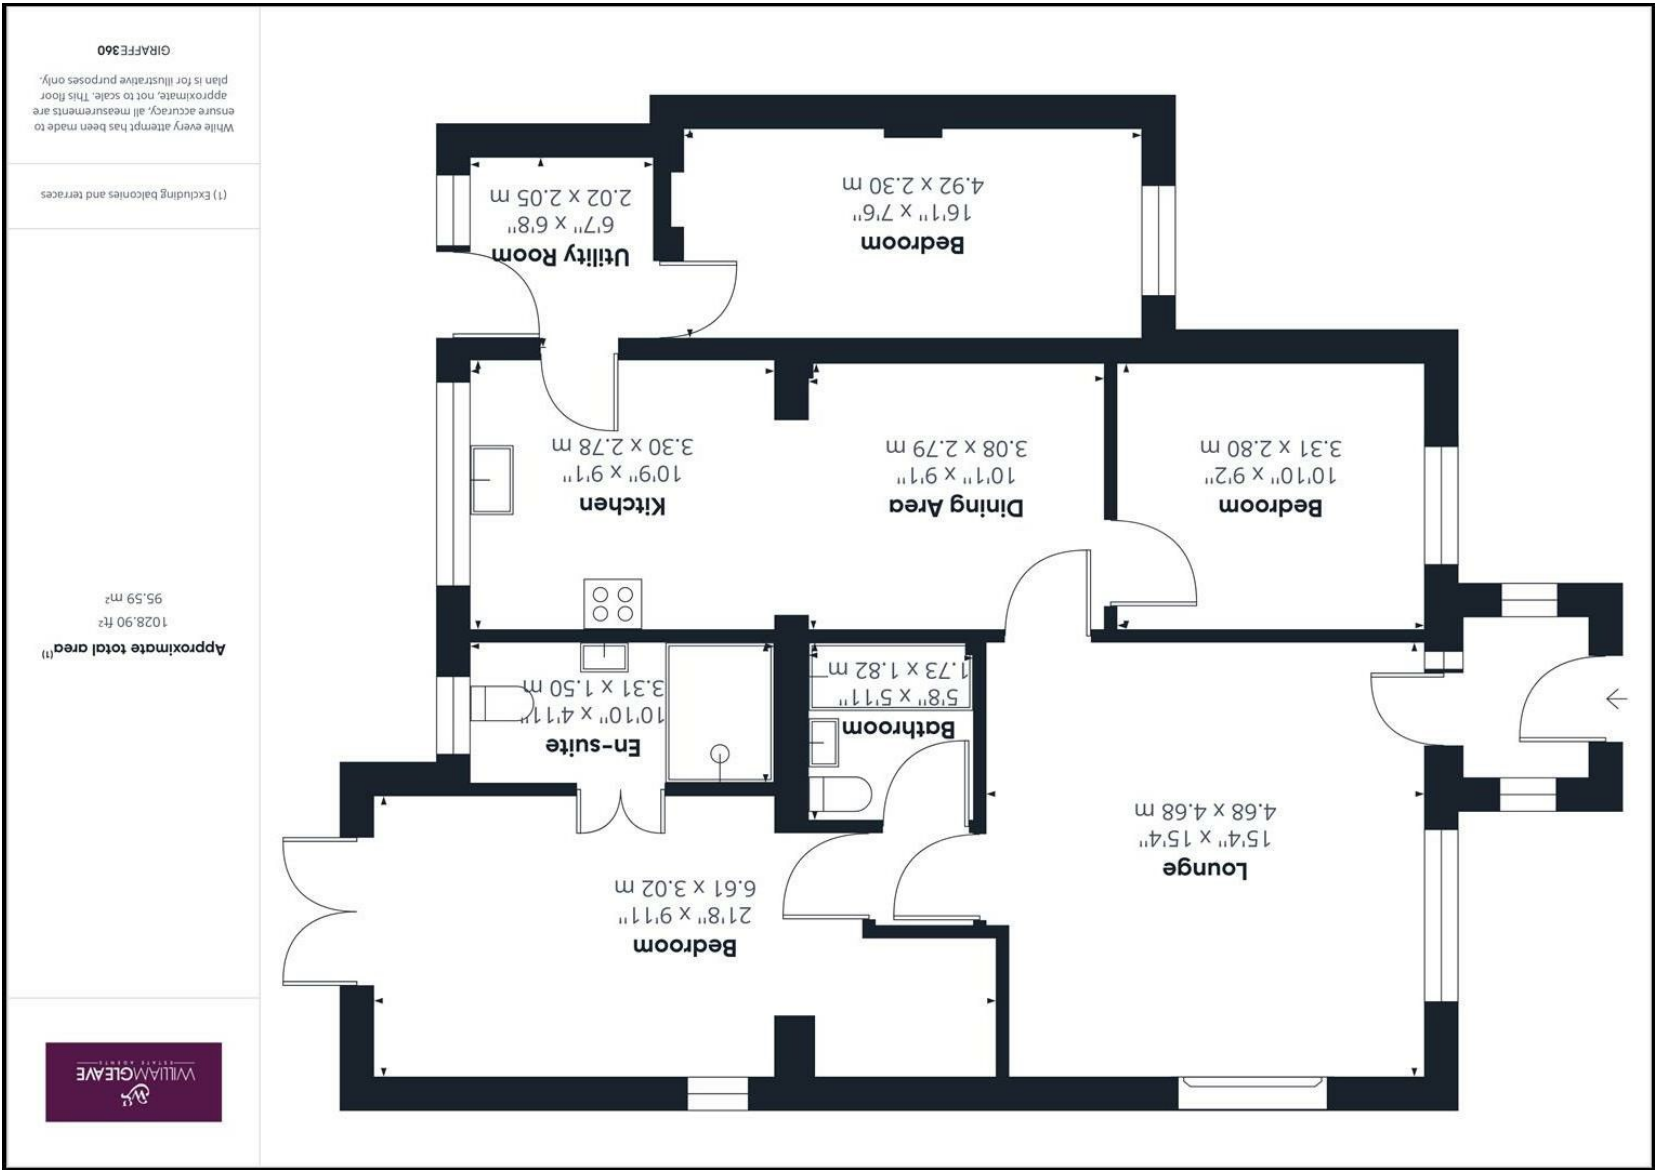 WILLIAMGLEAVE
ESTATE AGENTS
Bedroom
21'8" x 9'11"
6.61 x 3.02 m
Lounge
15'4" x 15'4"
4.68 x 4.68 m
Bathroom
5'8" x 5'11"
1.73 x 1.82 m
En-suite
10'10" x 4'11"
3.31 x 1.50 m
Bedroom
10'10" x 9'2"
3.31 x 2.80 m
Dining Area
10'1" x 9'1"
3.08 x 2.79 m
Kitchen
10'9" x 9'1"
3.30 x 2.78 m
Bedroom
16'1" x 7'6"
4.92 x 2.30 m
Utility Room
6'7" x 6'8"
2.02 x 2.05 m
Approximate total area(1)
1028.90 ft²
95.59 m²
(1) Excluding balconies and terraces
While every attempt has been made to
ensure accuracy, all measurements are
approximate, not to scale. This floor
plan is for illustrative purposes only.
GIRAFFE360